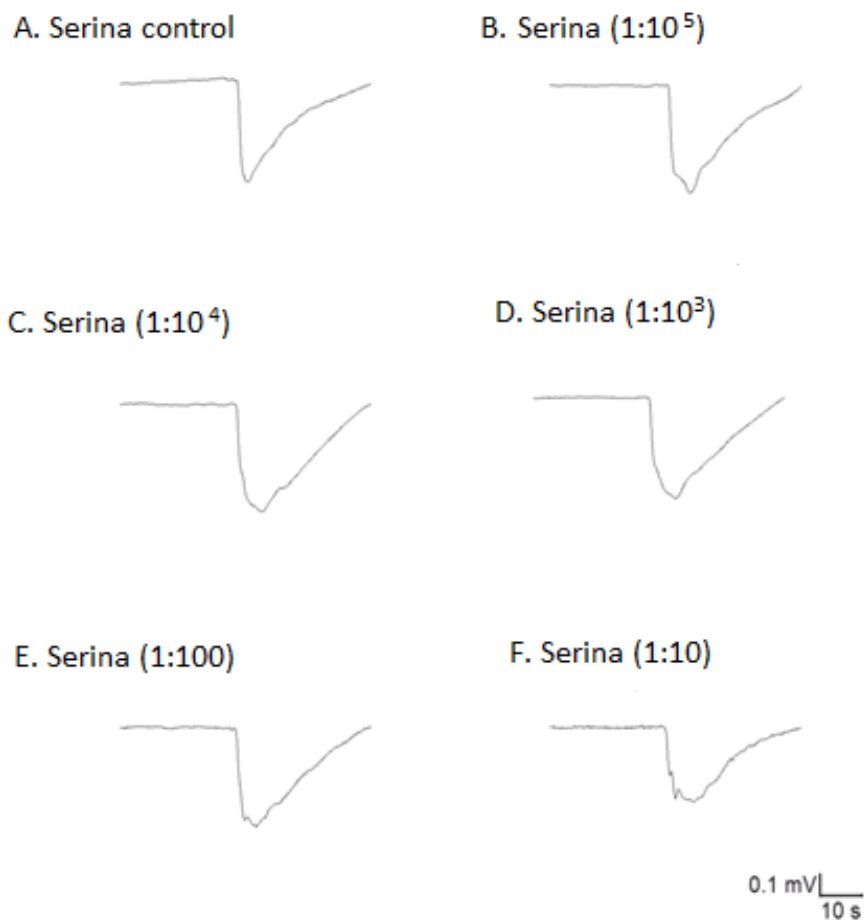 A. Serina control
B. Serina (1:10⁵)
C. Serina (1:10⁴)
D. Serina (1:10³)
E. Serina (1:100)
F. Serina (1:10)
0.1 mV
10 s